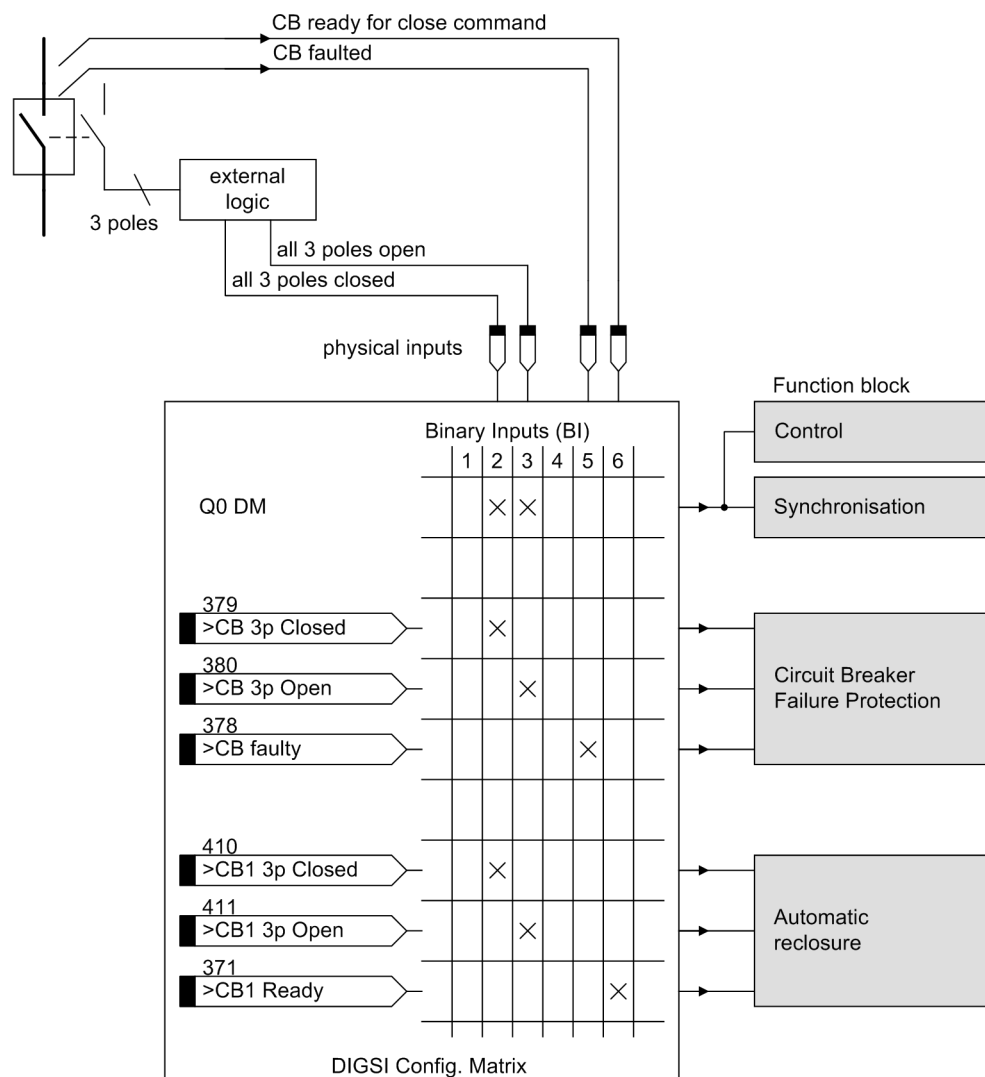 CB ready for close command
CB faulted
external
logic
3 poles
all 3 poles open
all 3 poles closed
physical inputs
Function block
Binary Inputs (BI)
Control
1 2 3 4 5 6
Q0 DM
Synchronisation
379
>CB 3p Closed
380
>CB 3p Open
Circuit Breaker
Failure Protection
378
>CB faulty
410
>CB1 3p Closed
411
>CB1 3p Open
Automatic
reclosure
371
>CB1 Ready
DIGSI Config. Matrix